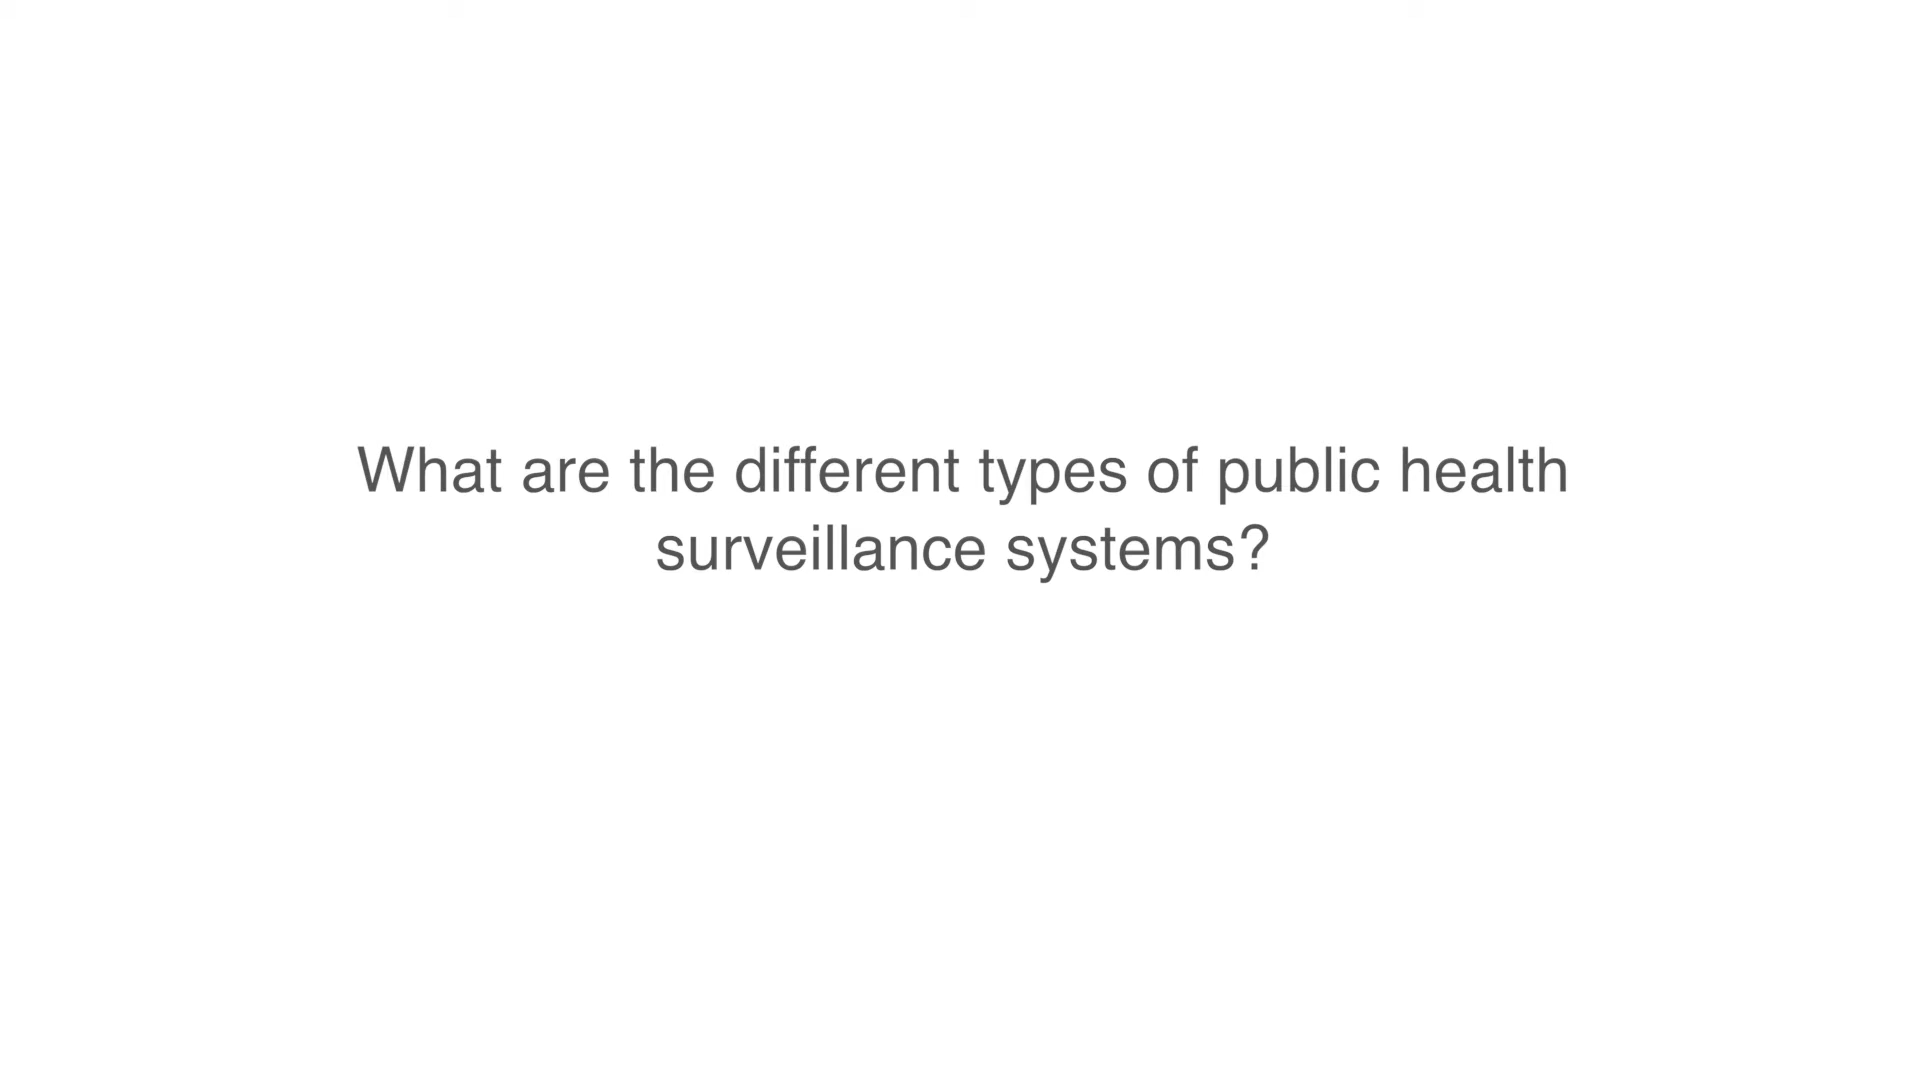 What are the different types of public health
surveillance systems?